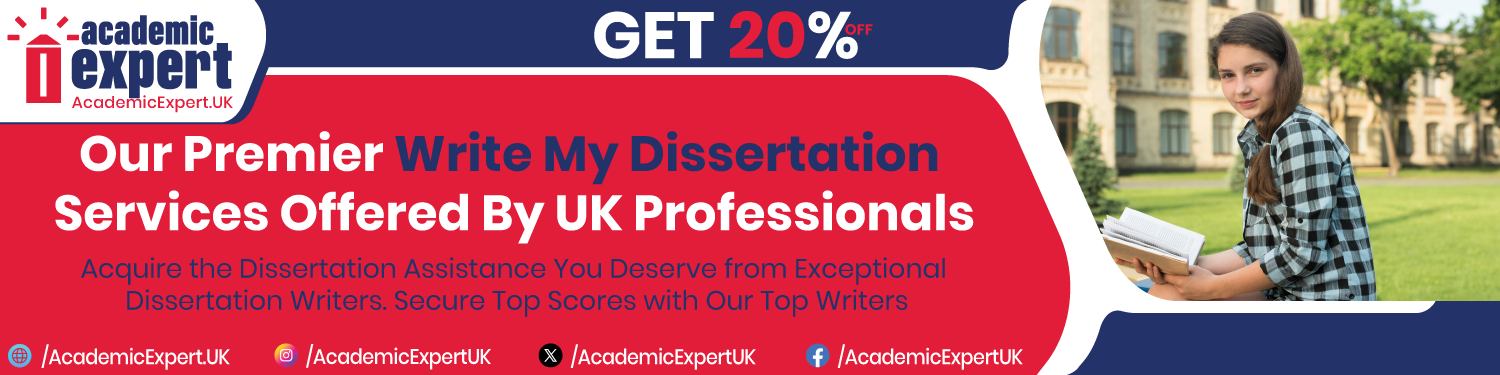 academic
expert
AcademicExpert.UK
GET 20% OFF
Our Premier Write My Dissertation
Services Offered By UK Professionals
Acquire the Dissertation Assistance You Deserve from Exceptional
Dissertation Writers. Secure Top Scores with Our Top Writers
/AcademicExpert.UK /AcademicExpertUK /AcademicExpertUK /AcademicExpertUK